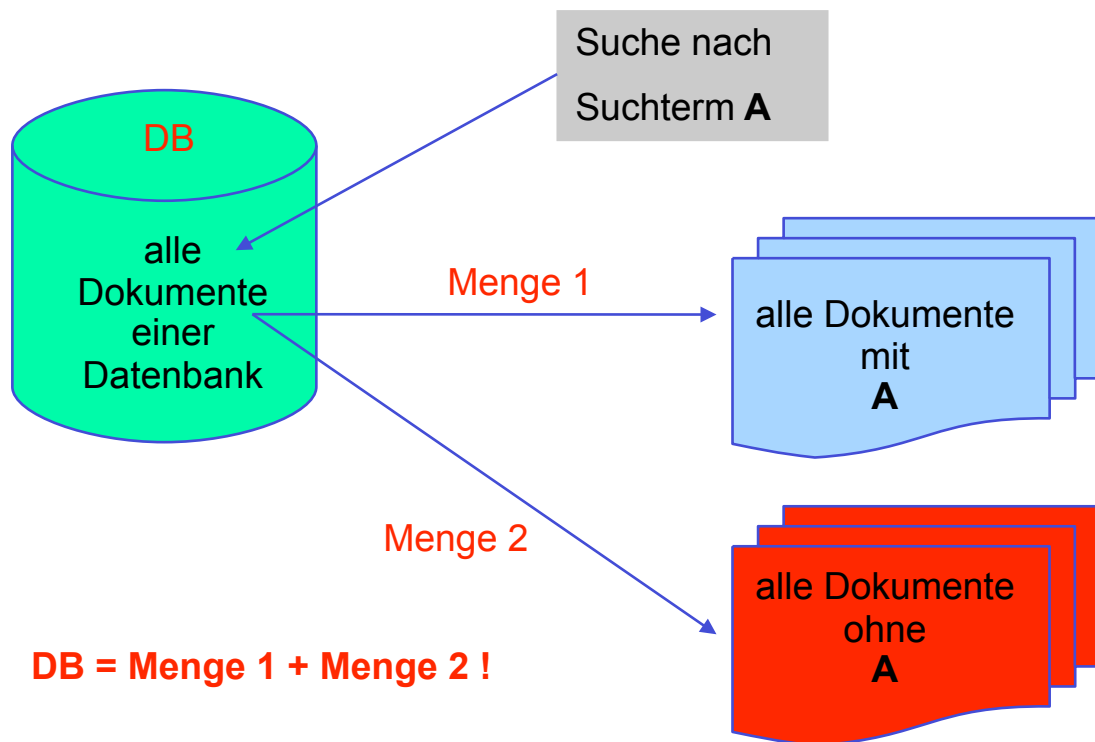 Suche nach
Suchterm A
DB
alle
Dokumente
einer
Datenbank
Menge 1
alle Dokumente
mit
A
Menge 2
alle Dokumente
ohne
A
DB = Menge 1 + Menge 2 !